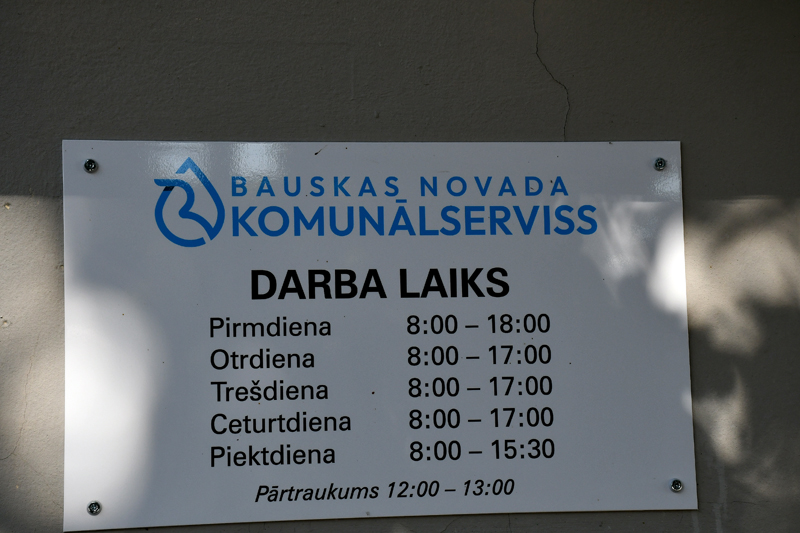 BAUSKAS NOVADA
KOMUNĀLSERVISS
DARBA LAIKS
Pirmdiena 8:00 – 18:00
Otrdiena 8:00 – 17:00
Trešdiena 8:00 – 17:00
Ceturtdiena 8:00 – 17:00
Piektdiena 8:00 – 15:30
Pārtraukums 12:00 – 13:00